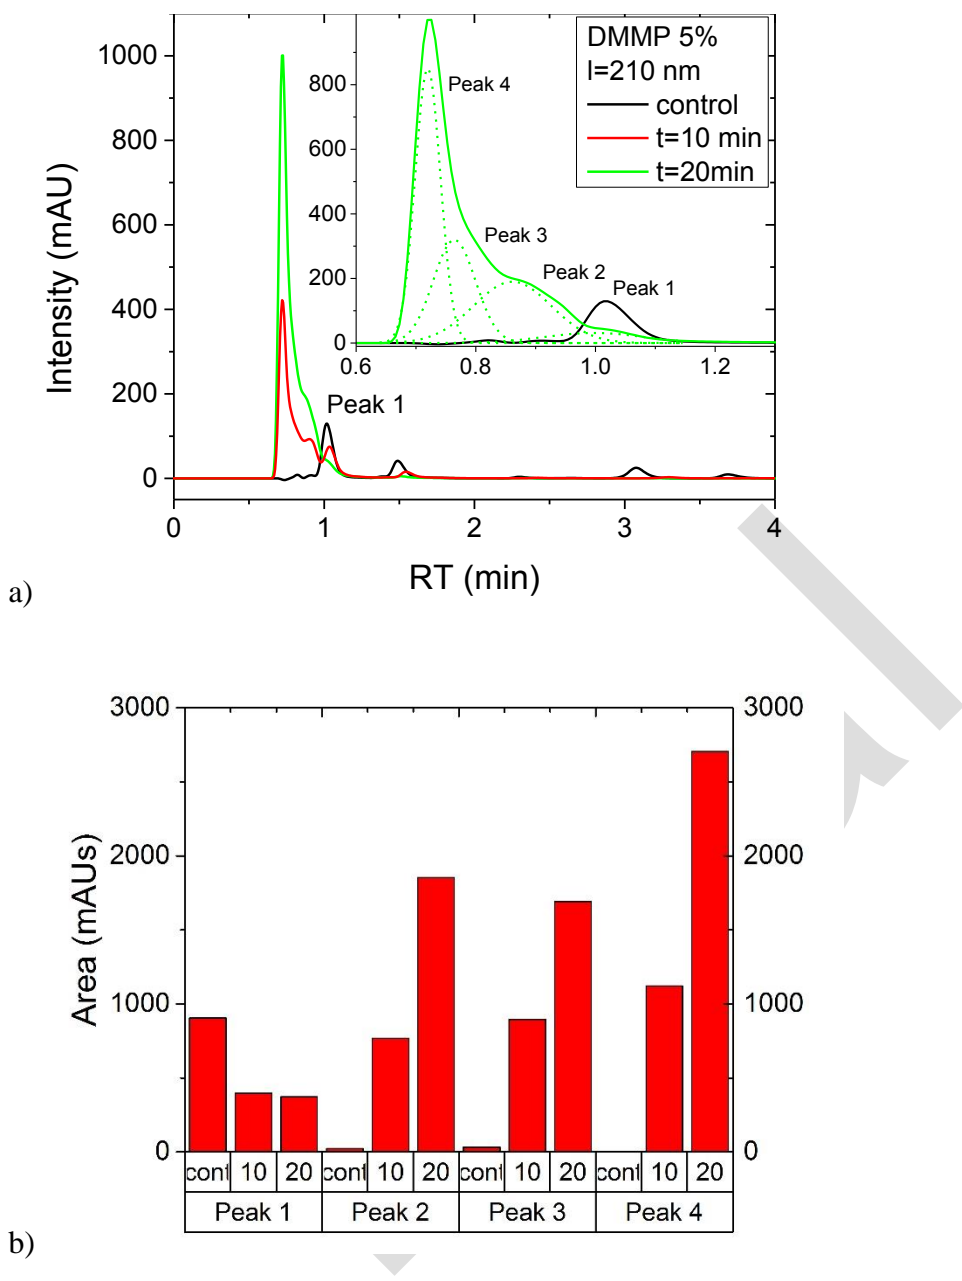 DMMP 5%
l=210 nm
control
t=10 min
t=20min
Peak 4
Peak 3
Peak 2
Peak 1
800
600
400
200
0
0.6 0.8 1.0 1.2
Intensity (mAU)
1000
800
600
400
200
0
Peak 1
0 1 2 3 4
RT (min)
a)
Area (mAUs)
3000 3000
2000 2000
1000 1000
0 0
cont 10 20 cont 10 20 cont 10 20 cont 10 20
Peak 1 Peak 2 Peak 3 Peak 4
b)